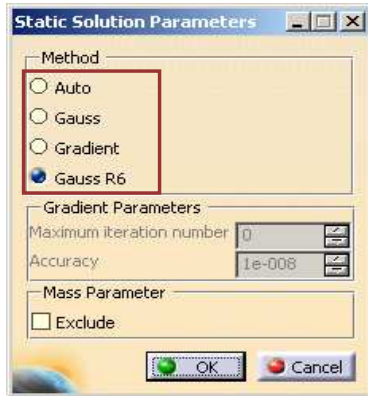 Static Solution Parameters
Method
Auto
Gauss
Gradient
Gauss R6
Gradient Parameters
Maximum iteration number 0
Accuracy 1e-008
Mass Parameter
Exclude
OK Cancel